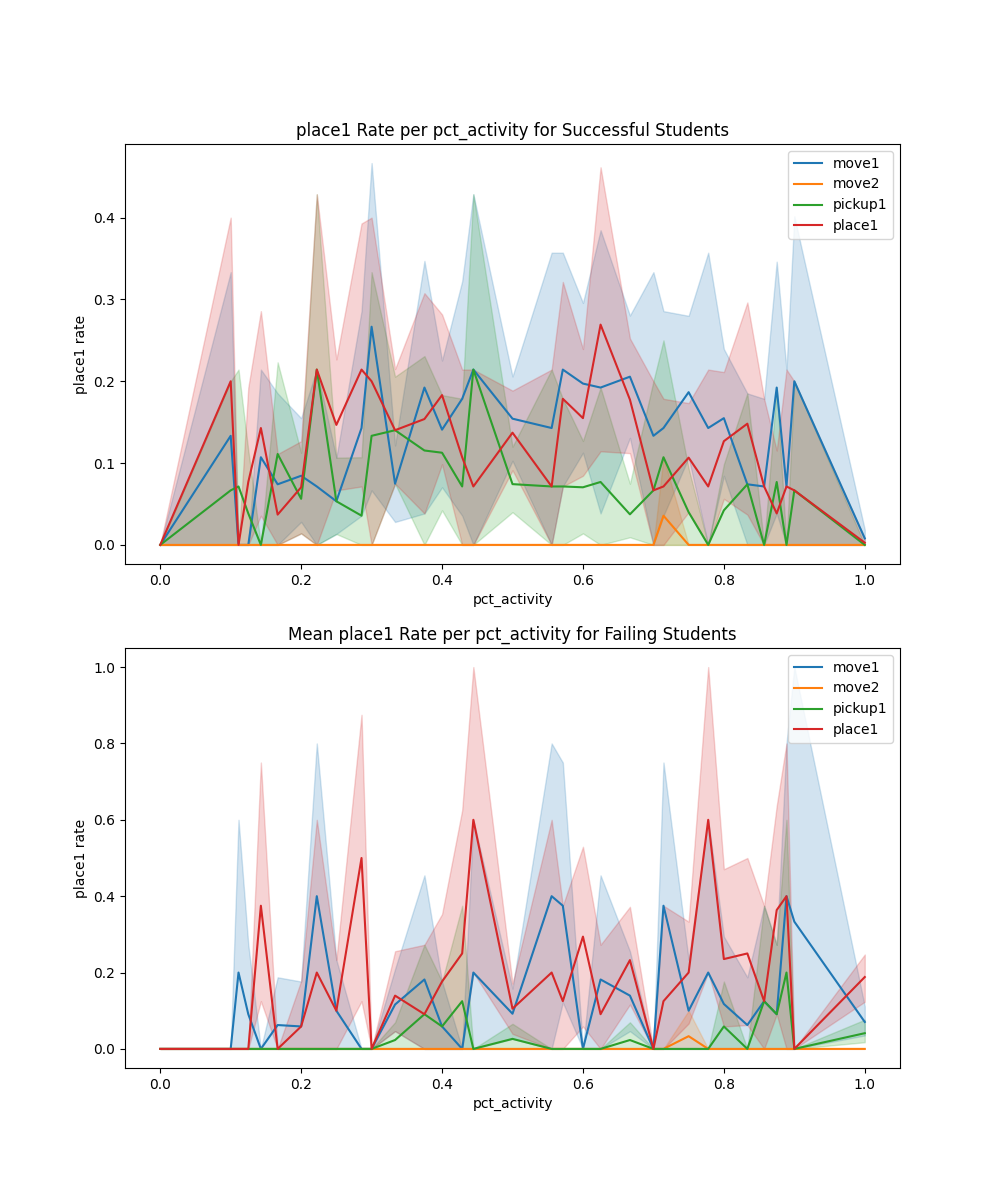 place1 Rate per pct_activity for Successful Students
place1 rate
0.4
0.3
0.2
0.1
0.0
move1
move2
pickup1
place1
0.0 0.2 0.4 0.6 0.8 1.0
pct_activity
Mean place1 Rate per pct_activity for Failing Students
place1 rate
1.0
0.8
0.6
0.4
0.2
0.0
move1
move2
pickup1
place1
0.0 0.2 0.4 0.6 0.8 1.0
pct_activity